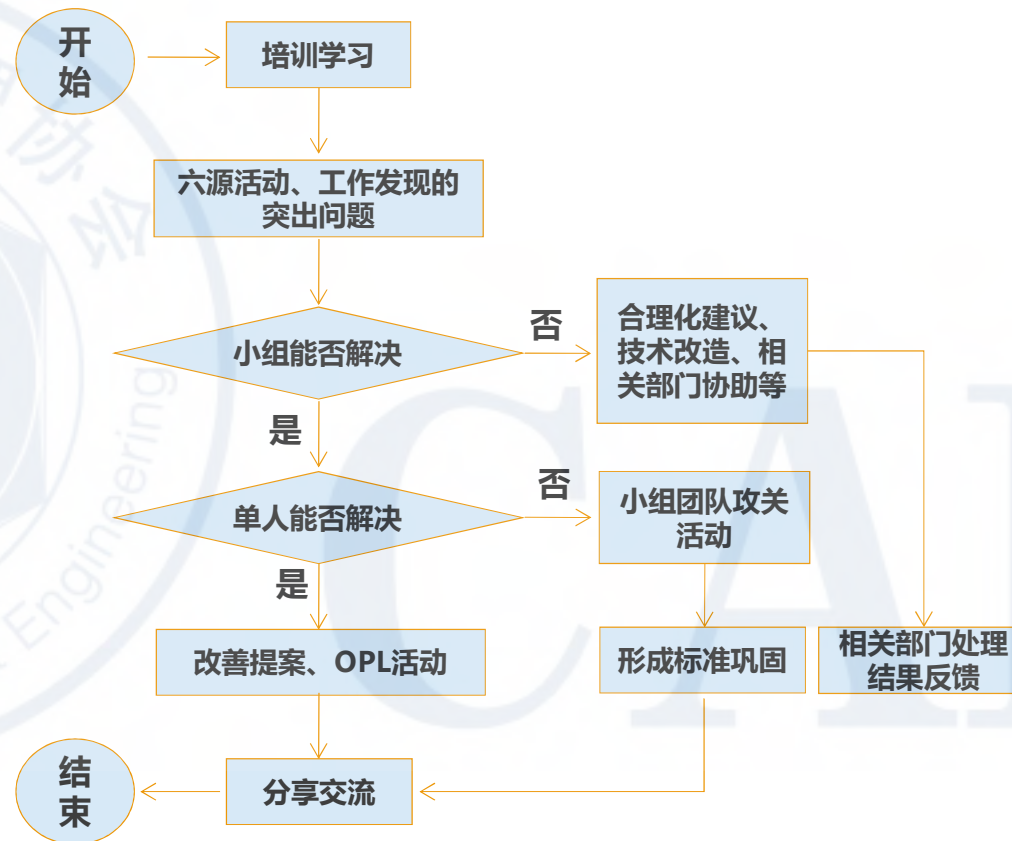 开
始
培训学习
六源活动、工作发现的
突出问题
小组能否解决
否
合理化建议、
技术改造、相
关部门协助等
是
单人能否解决
否
小组团队攻关
活动
是
改善提案、OPL活动
形成标准巩固
相关部门处理
结果反馈
分享交流
结
束
协会
Engineering
CA